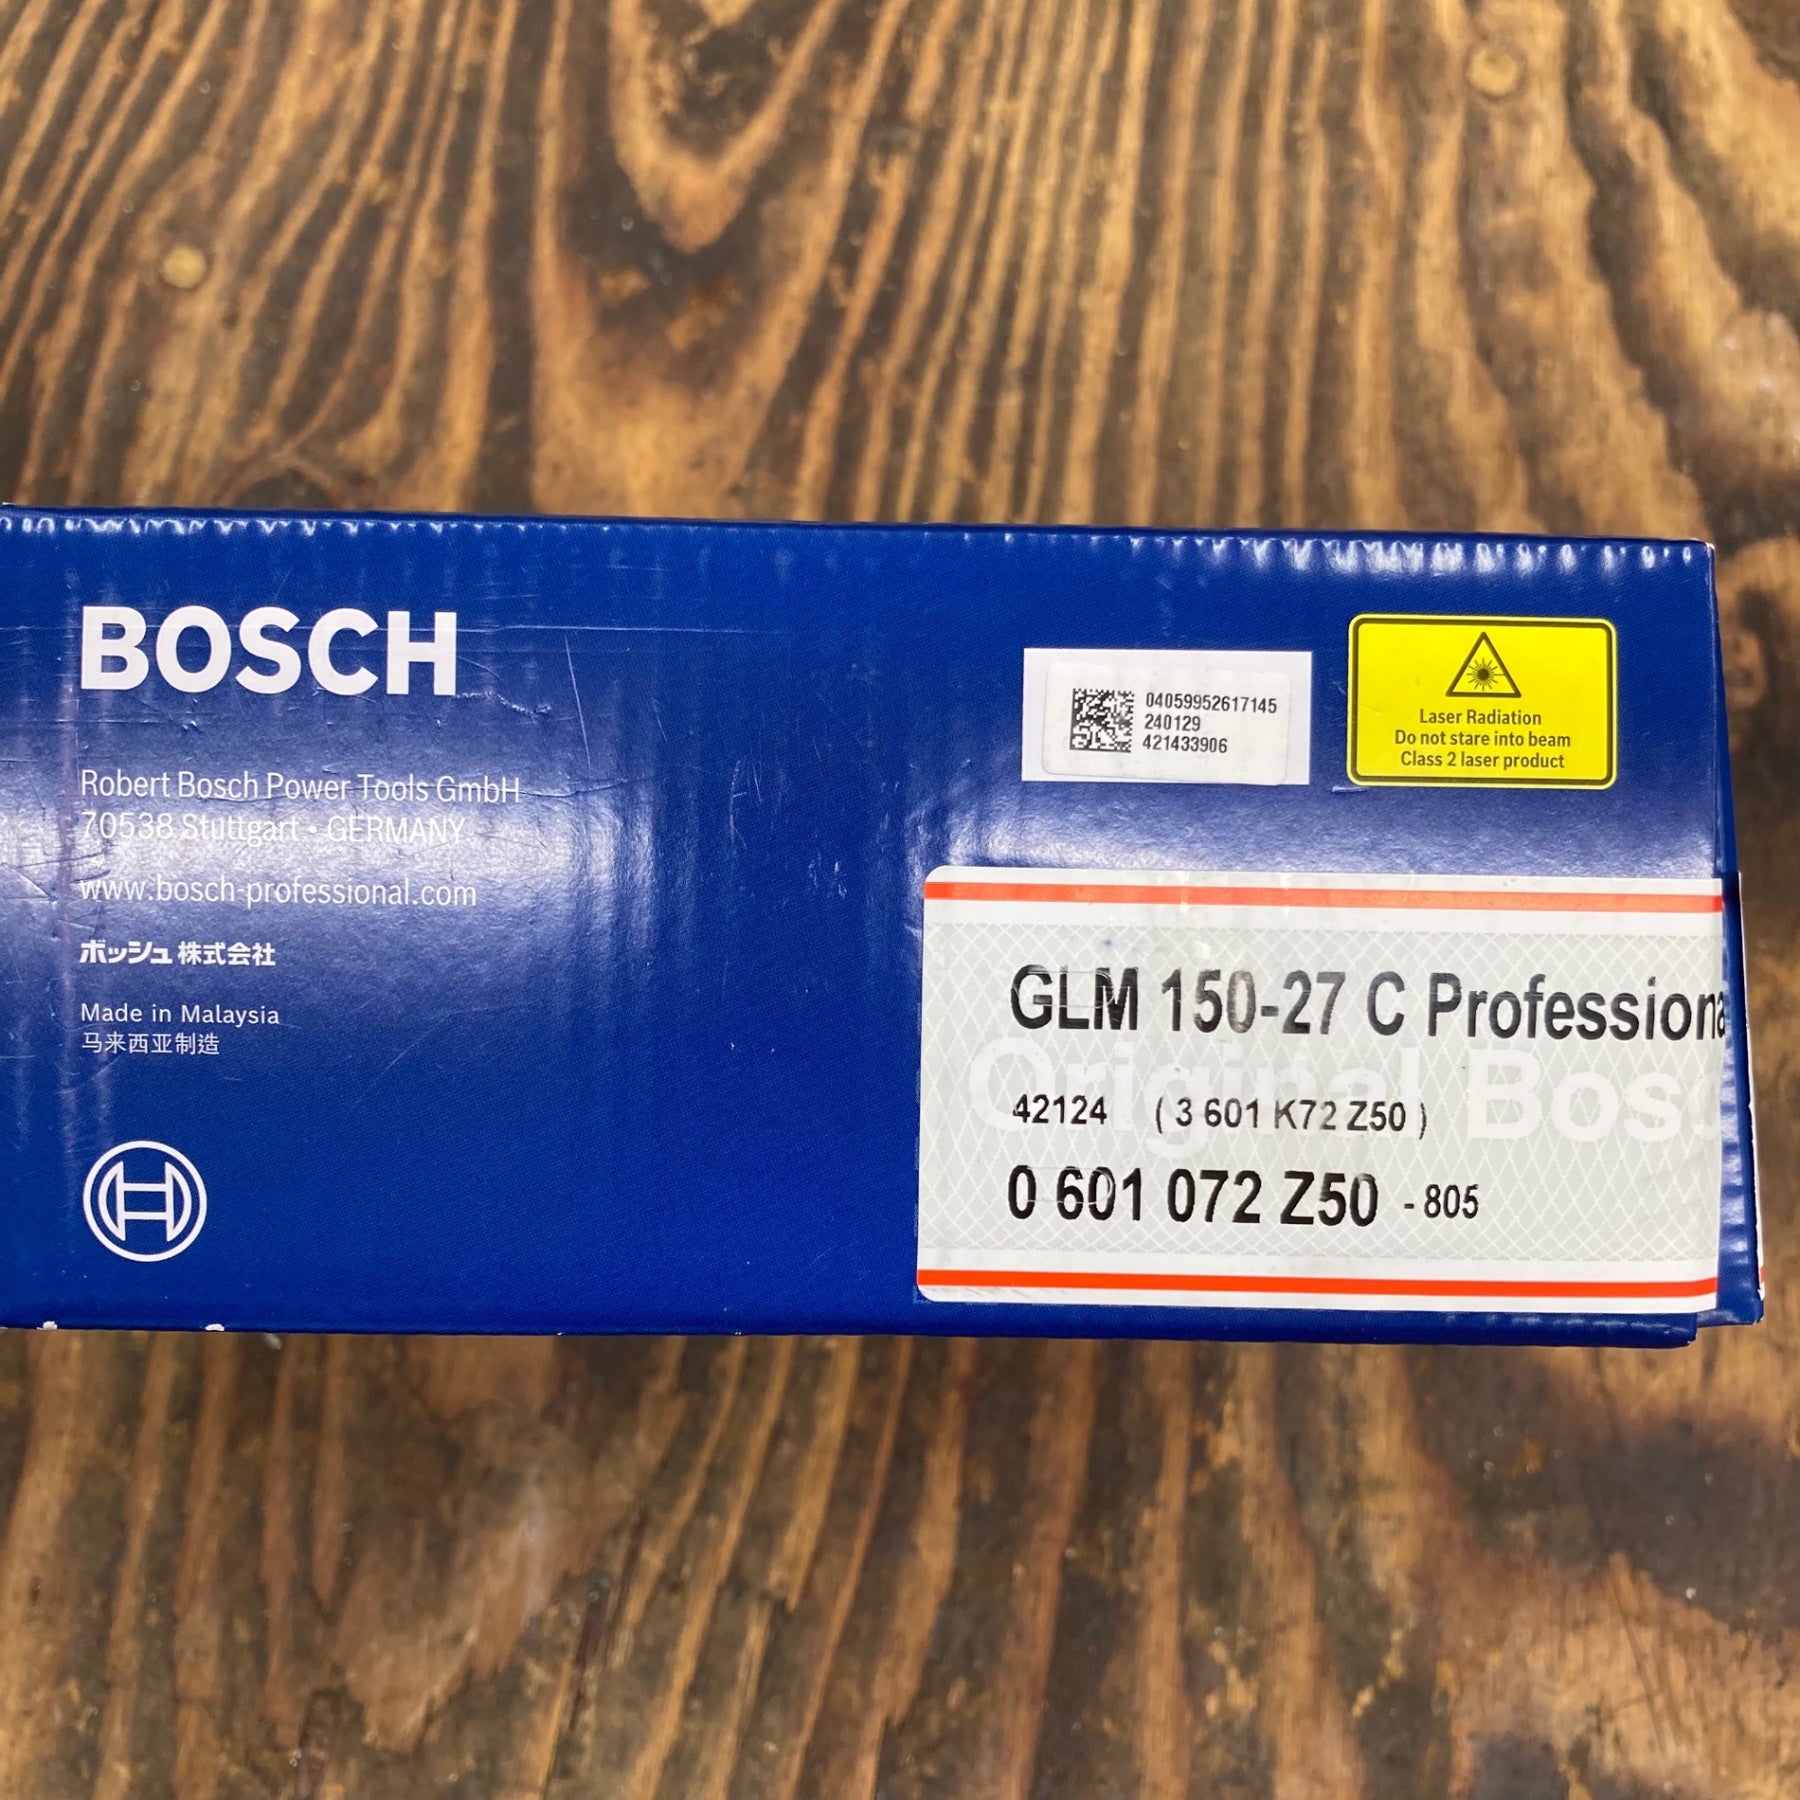 BOSCH
Robert Bosch Power Tools GmbH
70538 Stuttgart • GERMANY
www.bosch-professional.com
ボッシュ 株式会社
Made in Malaysia
马来西亚制造
04059952617145
240129
421433906
Laser Radiation
Do not stare into beam
Class 2 laser product
GLM 150-27 C Professiona
Original Bos
42124 ( 3 601 K72 Z50 )
0 601 072 Z50 - 805